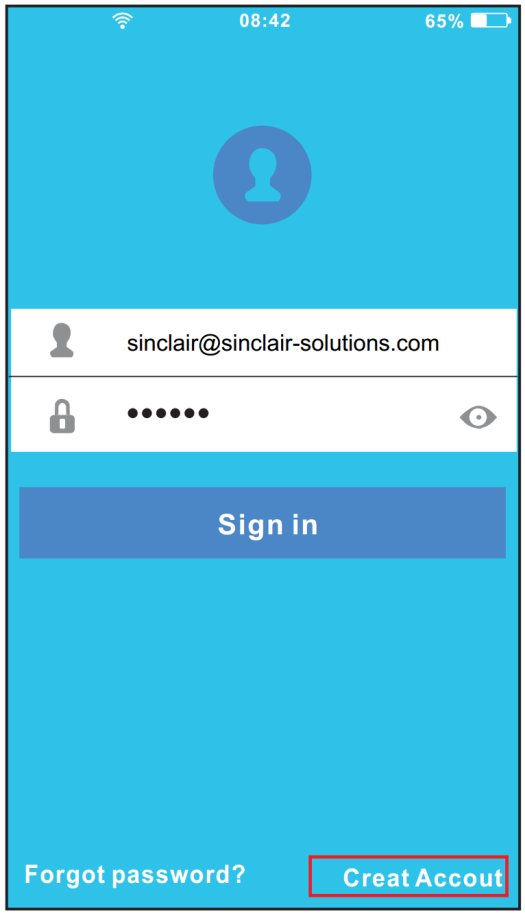 08:42 65%
sinclair@sinclair-solutions.com
••••••
Sign in
Forgot password? Creat Accout